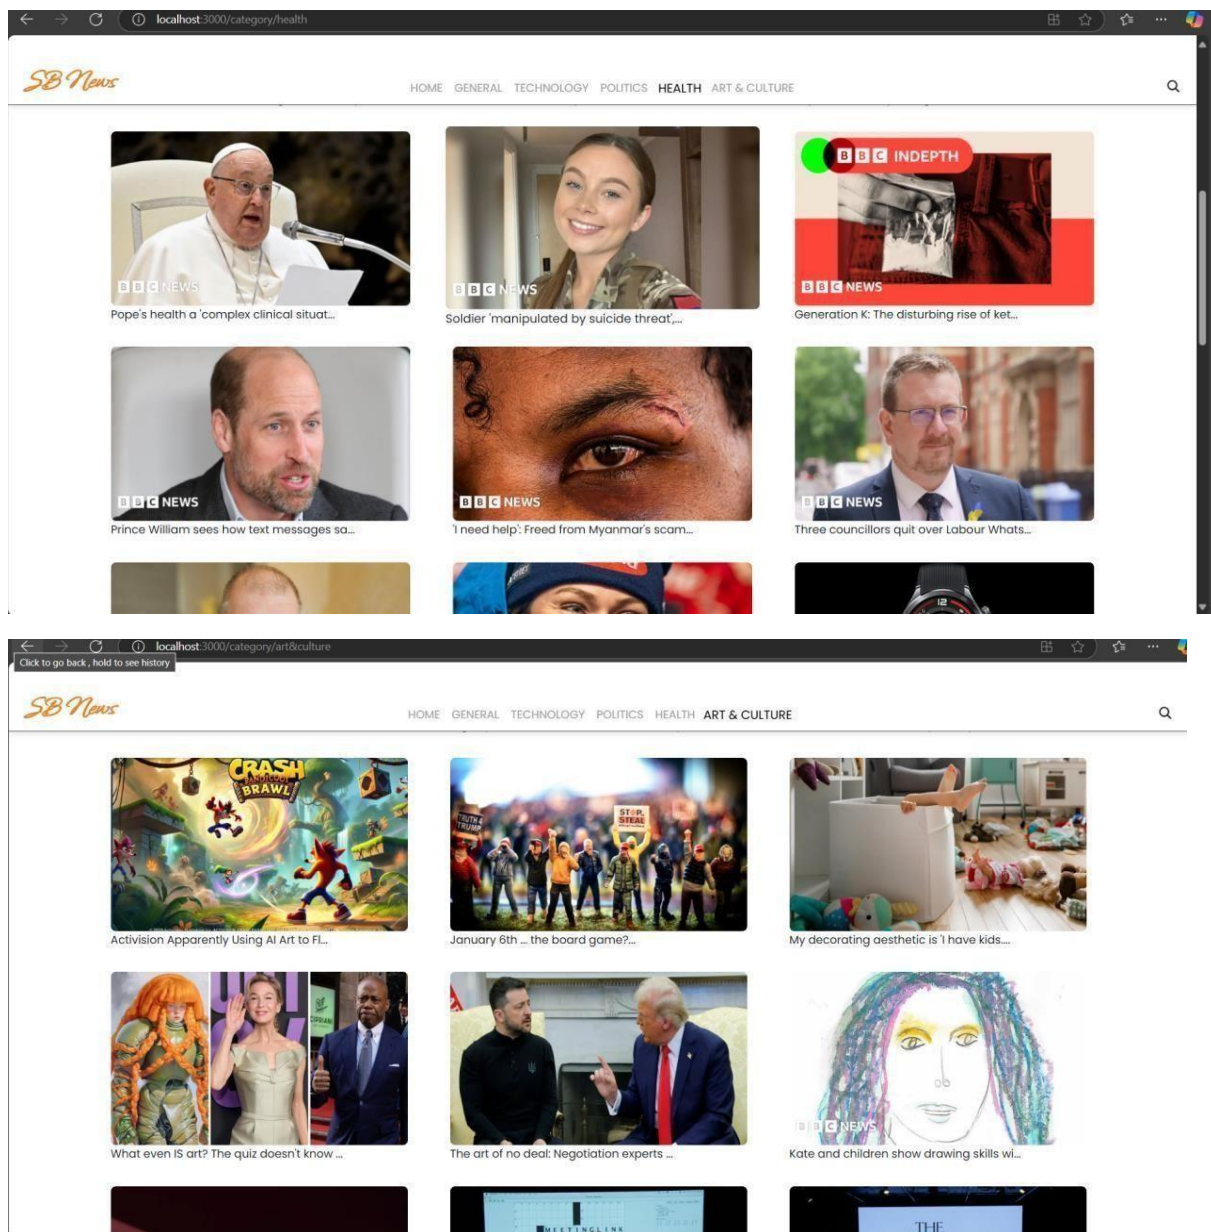 localhost:3000/category/health
SB News
HOME GENERAL TECHNOLOGY POLITICS HEALTH ART & CULTURE
BBC INDEPTH
BBC NEWS
BBC NEWS
BBC NEWS
Pope's health a 'complex clinical situat...
Soldier 'manipulated by suicide threat',...
Generation K: The disturbing rise of ket...
BBC NEWS
BBC NEWS
BBC NEWS
Prince William sees how text messages sa...
'I need help': Freed from Myanmar's scam...
Three councillors quit over Labour Whats...
12
localhost:3000/category/art&culture
Click to go back, hold to see history
SB News
HOME GENERAL TECHNOLOGY POLITICS HEALTH ART & CULTURE
CRASH
BANDICOOT
BRAWL
STOP
STEAL
TRUTH &
TRUMP
Activision Apparently Using AI Art to Fl...
January 6th ... the board game?...
My decorating aesthetic is 'I have kids....
CIPRIANI
BBC NEWS
What even IS art? The quiz doesn't know ...
The art of no deal: Negotiation experts ...
Kate and children show drawing skills wi...
MEETINGLINK
THE